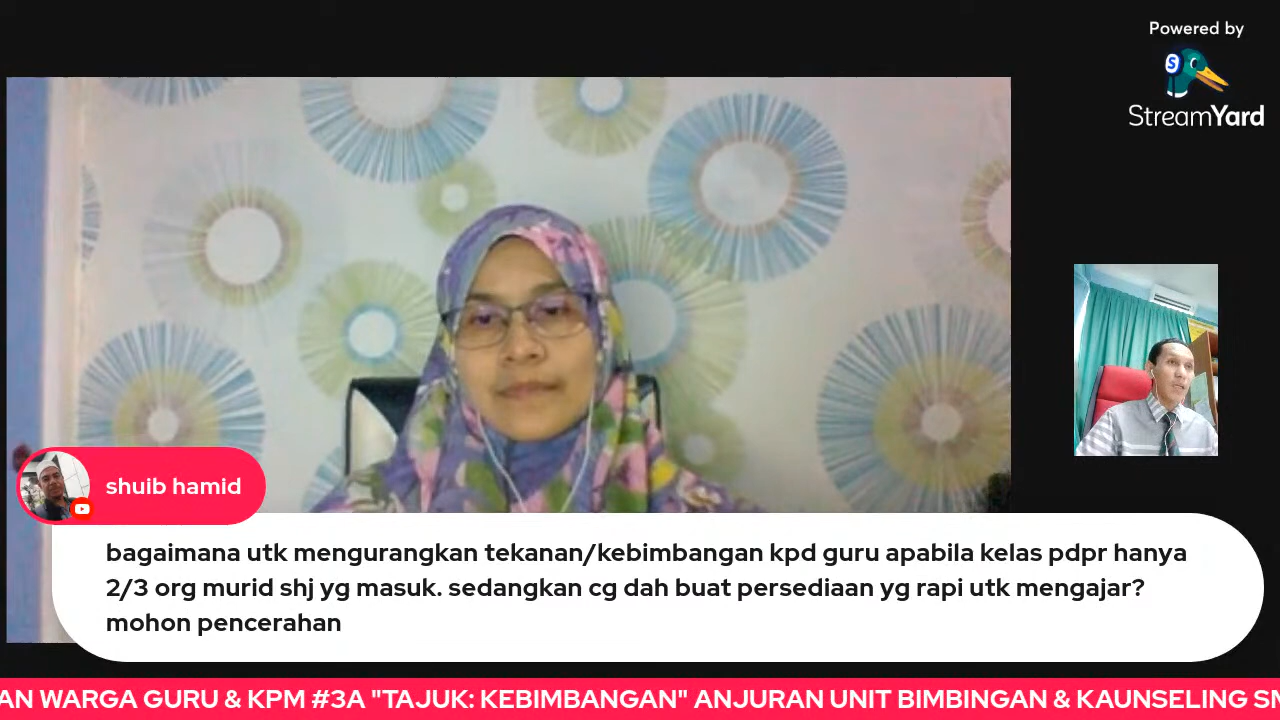 Powered by
StreamYard
shuib hamid
bagaimana utk mengurangkan tekanan/kebimbangan kpd guru apabila kelas pdpr hanya
2/3 org murid shj yg masuk. sedangkan cg dah buat persediaan yg rapi utk mengajar?
mohon pencerahan
AN WARGA GURU & KPM #3A "TAJUK: KEBIMBANGAN" ANJURAN UNIT BIMBINGAN & KAUNSELING SM